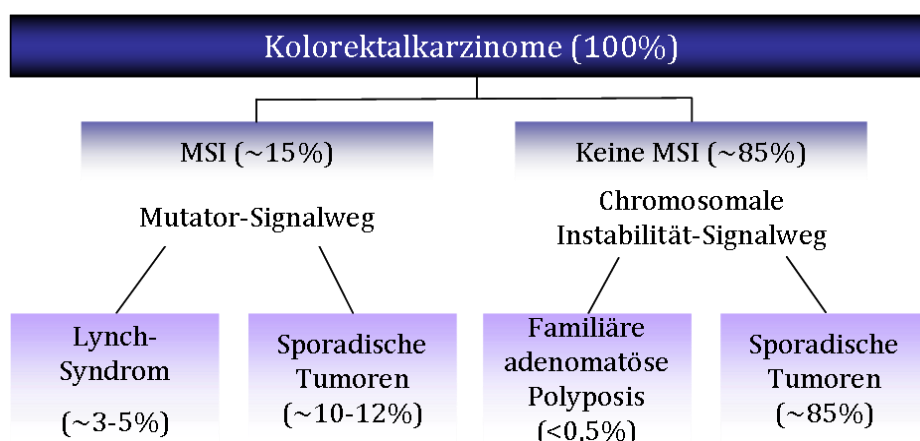 Kolorektalkarzinome (100%)
MSI (~15%)
Keine MSI (~85%)
Mutator-Signalweg
Chromosomale
Instabilität-Signalweg
Lynch-
Syndrom
(~3-5%)
Sporadische
Tumoren
(~10-12%)
Familiäre
adenomatöse
Polyposis
(<0,5%)
Sporadische
Tumoren
(~85%)